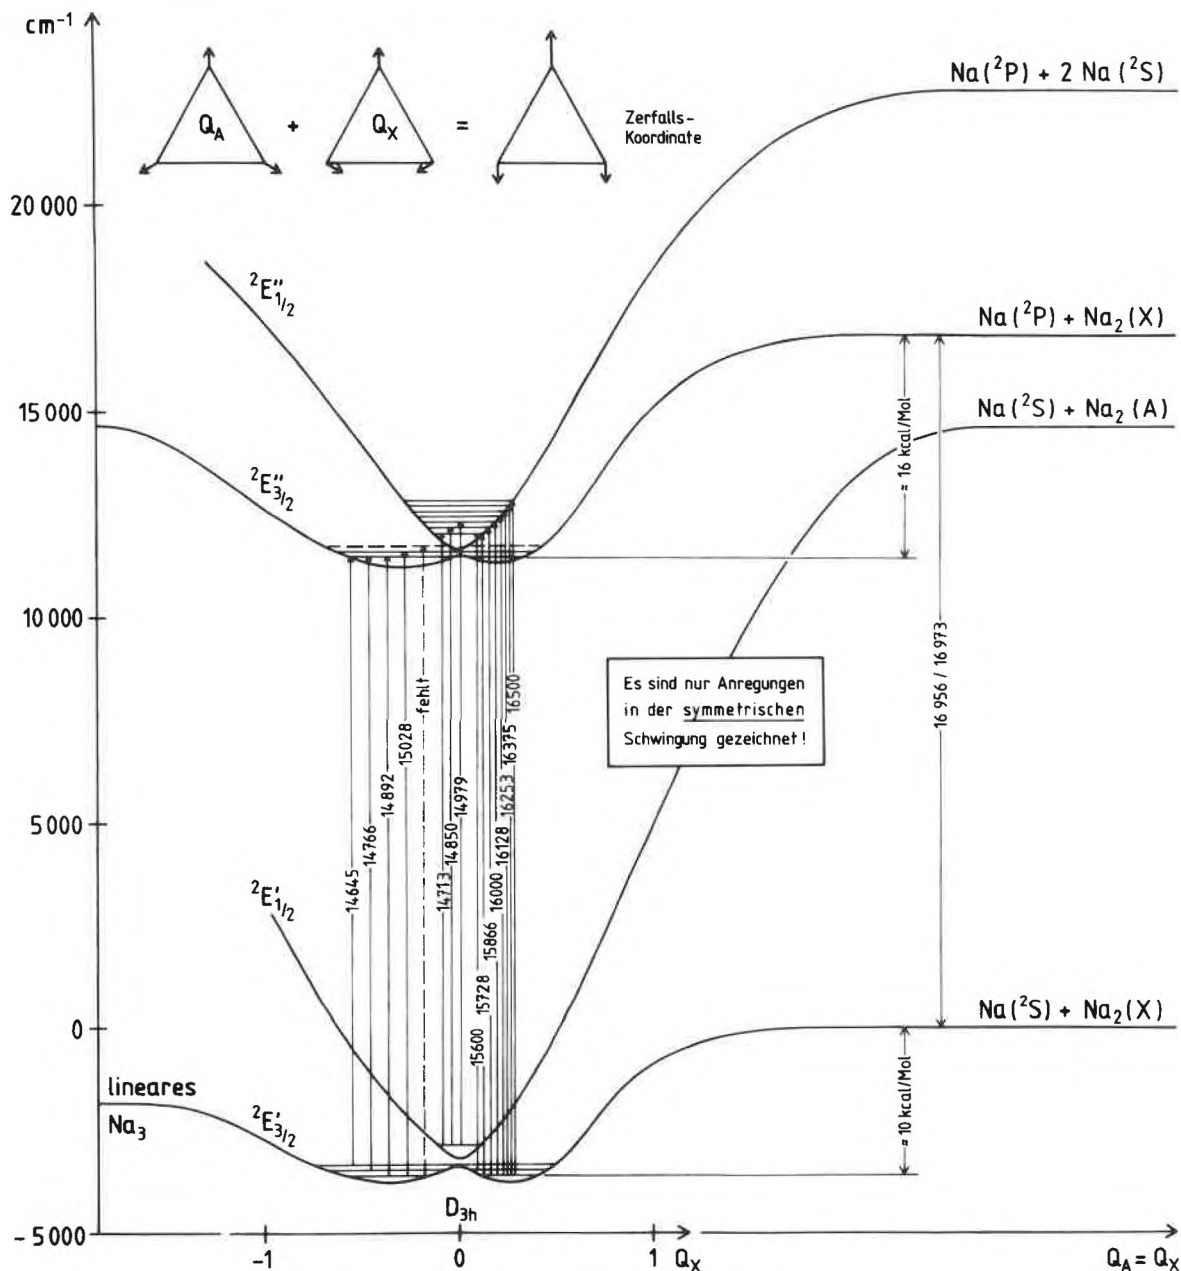 cm⁻¹
Q_A + Q_X =
Zerfalls-
Koordinate
Na(²P) + 2 Na(²S)
20 000
²E''₁/₂
Na(²P) + Na₂(X)
15 000
Na(²S) + Na₂(A)
²E''₃/₂
≈ 16 kcal/Mol
10 000
16 956 / 16 973
Es sind nur Anregungen
in der symmetrischen
Schwingung gezeichnet!
fehlt
14645
14766
14892
15028
14713
14850
14979
15600
15728
15866
16000
16128
16253
16375
16500
5000
²E'₁/₂
0
Na(²S) + Na₂(X)
lineares
Na₃
²E'₃/₂
≈ 10 kcal/Mol
D₃ₕ
- 5000
-1
0
1
Q_X
Q_A = Q_X